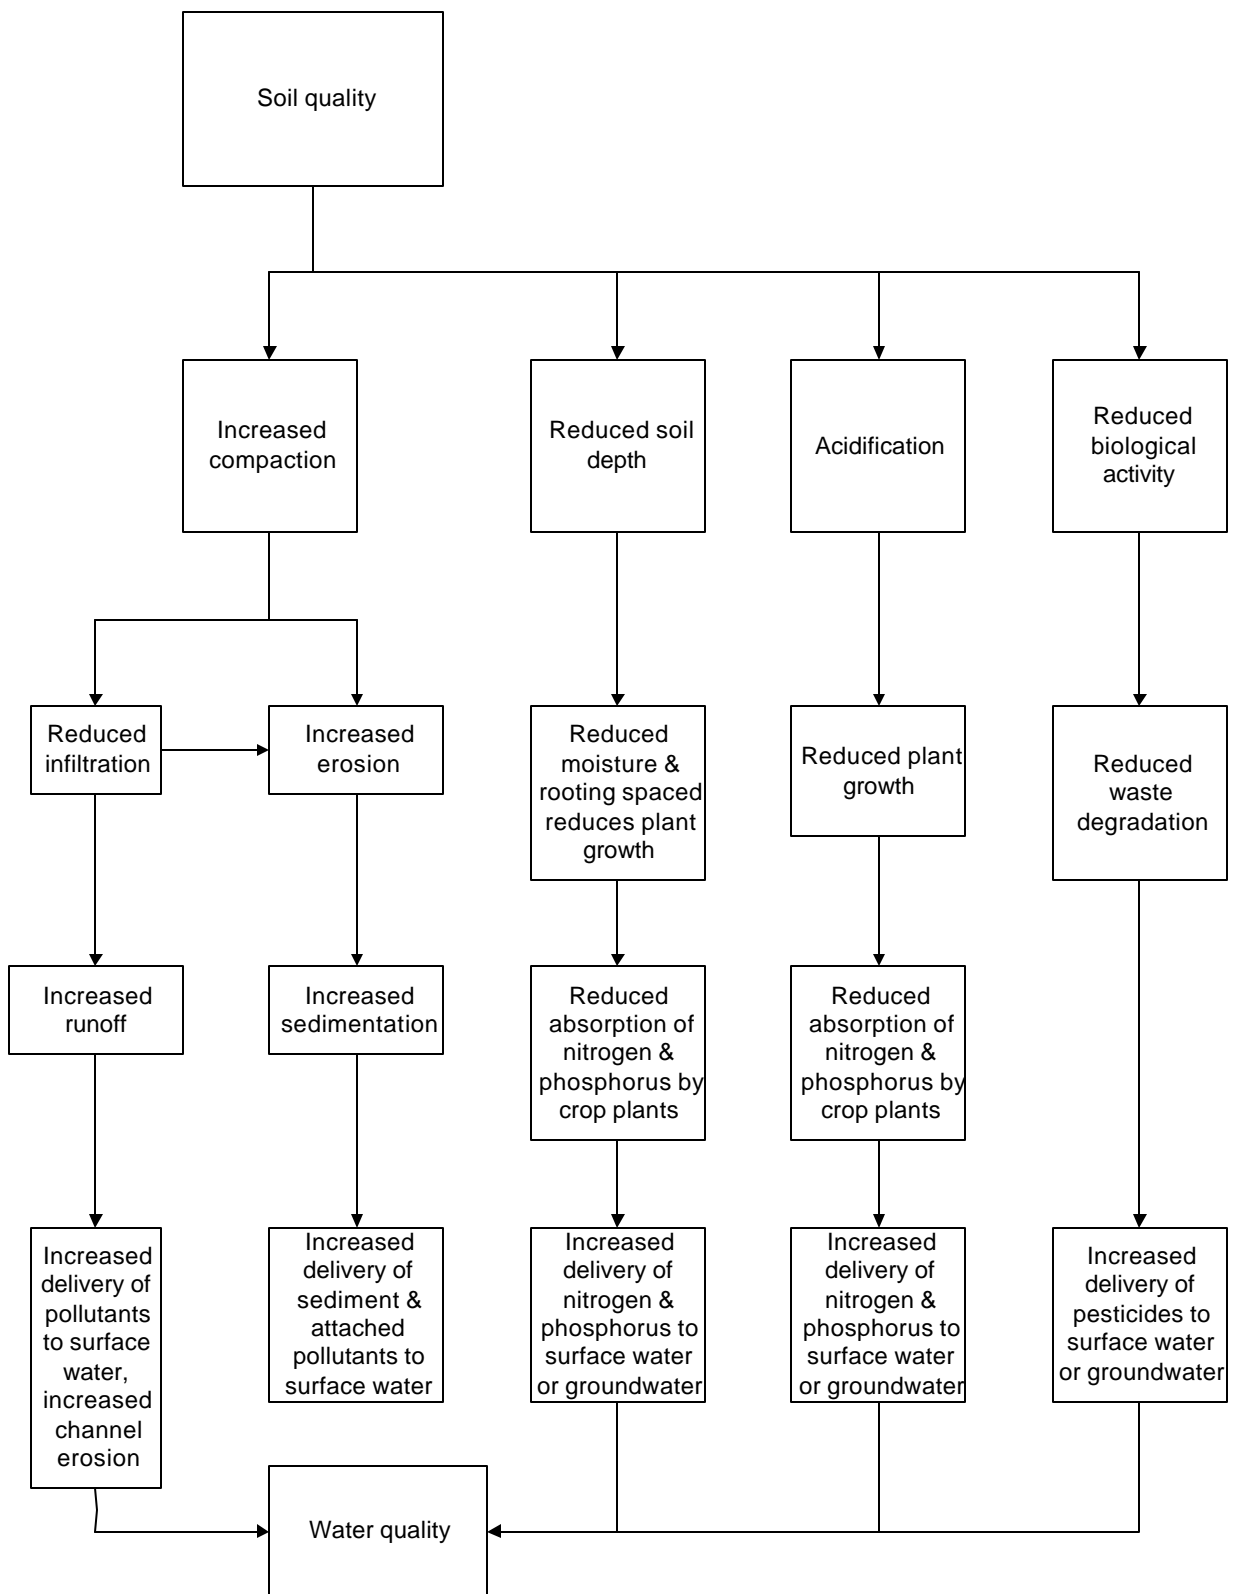 Soil quality
Increased
compaction
Reduced soil
depth
Acidification
Reduced
biological
activity
Reduced
infiltration
Increased
erosion
Reduced
moisture &
rooting spaced
reduces plant
growth
Reduced plant
growth
Reduced
waste
degradation
Increased
runoff
Increased
sedimentation
Reduced
absorption of
nitrogen &
phosphorus by
crop plants
Reduced
absorption of
nitrogen &
phosphorus by
crop plants
Increased
delivery of
pollutants
to surface
water,
increased
channel
erosion
Increased
delivery of
sediment &
attached
pollutants to
surface water
Increased
delivery of
nitrogen &
phosphorus to
surface water
or groundwater
Increased
delivery of
nitrogen &
phosphorus to
surface water
or groundwater
Increased
delivery of
pesticides to
surface water
or groundwater
Water quality